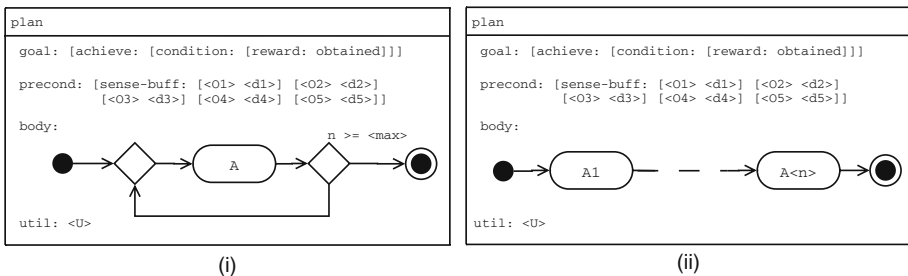 plan
goal: [achieve: [condition: [reward: obtained]]]
precond: [sense-buff: [<O1> <d1>] [<O2> <d2>]
[<O3> <d3>] [<O4> <d4>] [<O5> <d5>]]
body:
n >= <max>
A
util: <U>
(i)
plan
goal: [achieve: [condition: [reward: obtained]]]
precond: [sense-buff: [<O1> <d1>] [<O2> <d2>]
[<O3> <d3>] [<O4> <d4>] [<O5> <d5>]]
body:
A1
A<n>
util: <U>
(ii)